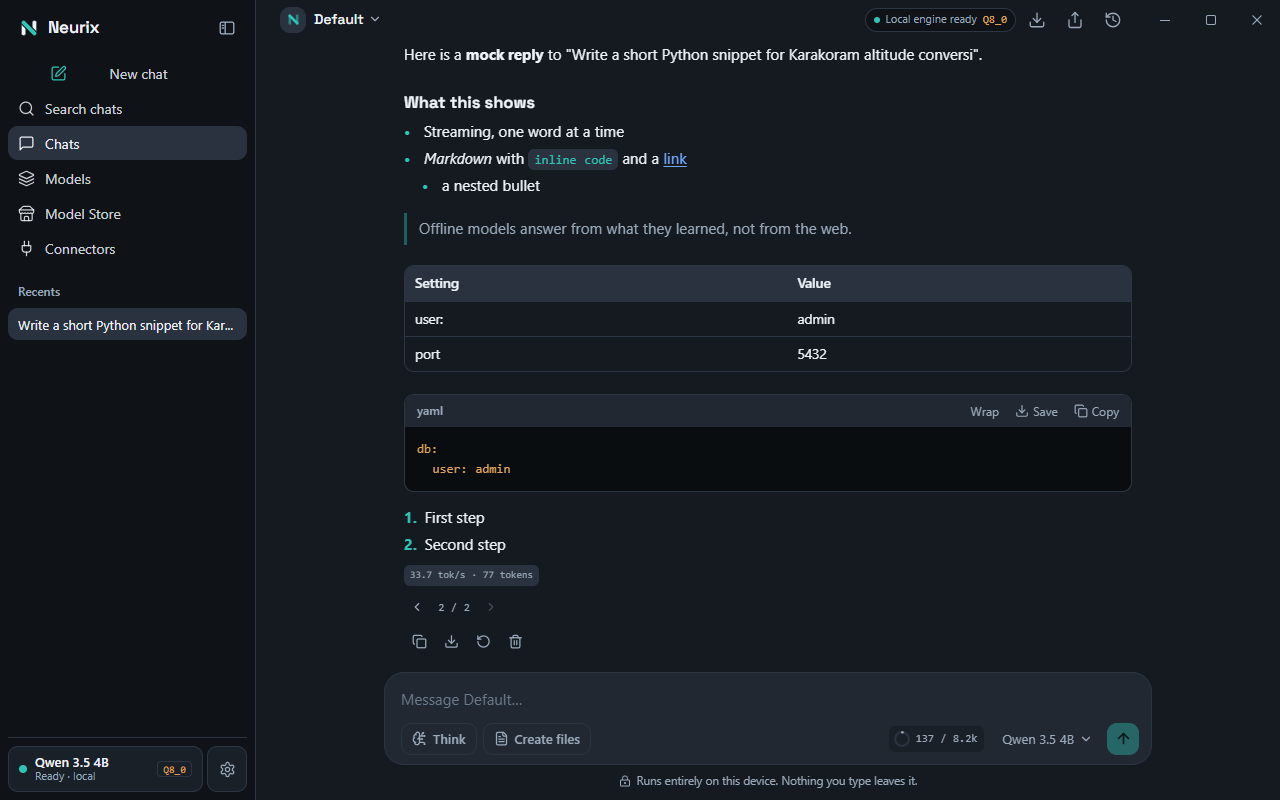 Neurix
New chat
Search chats
Chats
Models
Model Store
Connectors
Recents
Write a short Python snippet for Kar...
Qwen 3.5 4B
Ready · local
Q8_0
Default
Local engine ready Q8_0
Here is a mock reply to "Write a short Python snippet for Karakoram altitude conversi".
What this shows
• Streaming, one word at a time
• Markdown with inline code and a link
• a nested bullet
Offline models answer from what they learned, not from the web.
Setting Value
user: admin
port 5432
yaml Wrap Save Copy
db:
  user: admin
1. First step
2. Second step
33.7 tok/s · 77 tokens
2 / 2
Message Default...
Think Create files 137 / 8.2k Qwen 3.5 4B
Runs entirely on this device. Nothing you type leaves it.